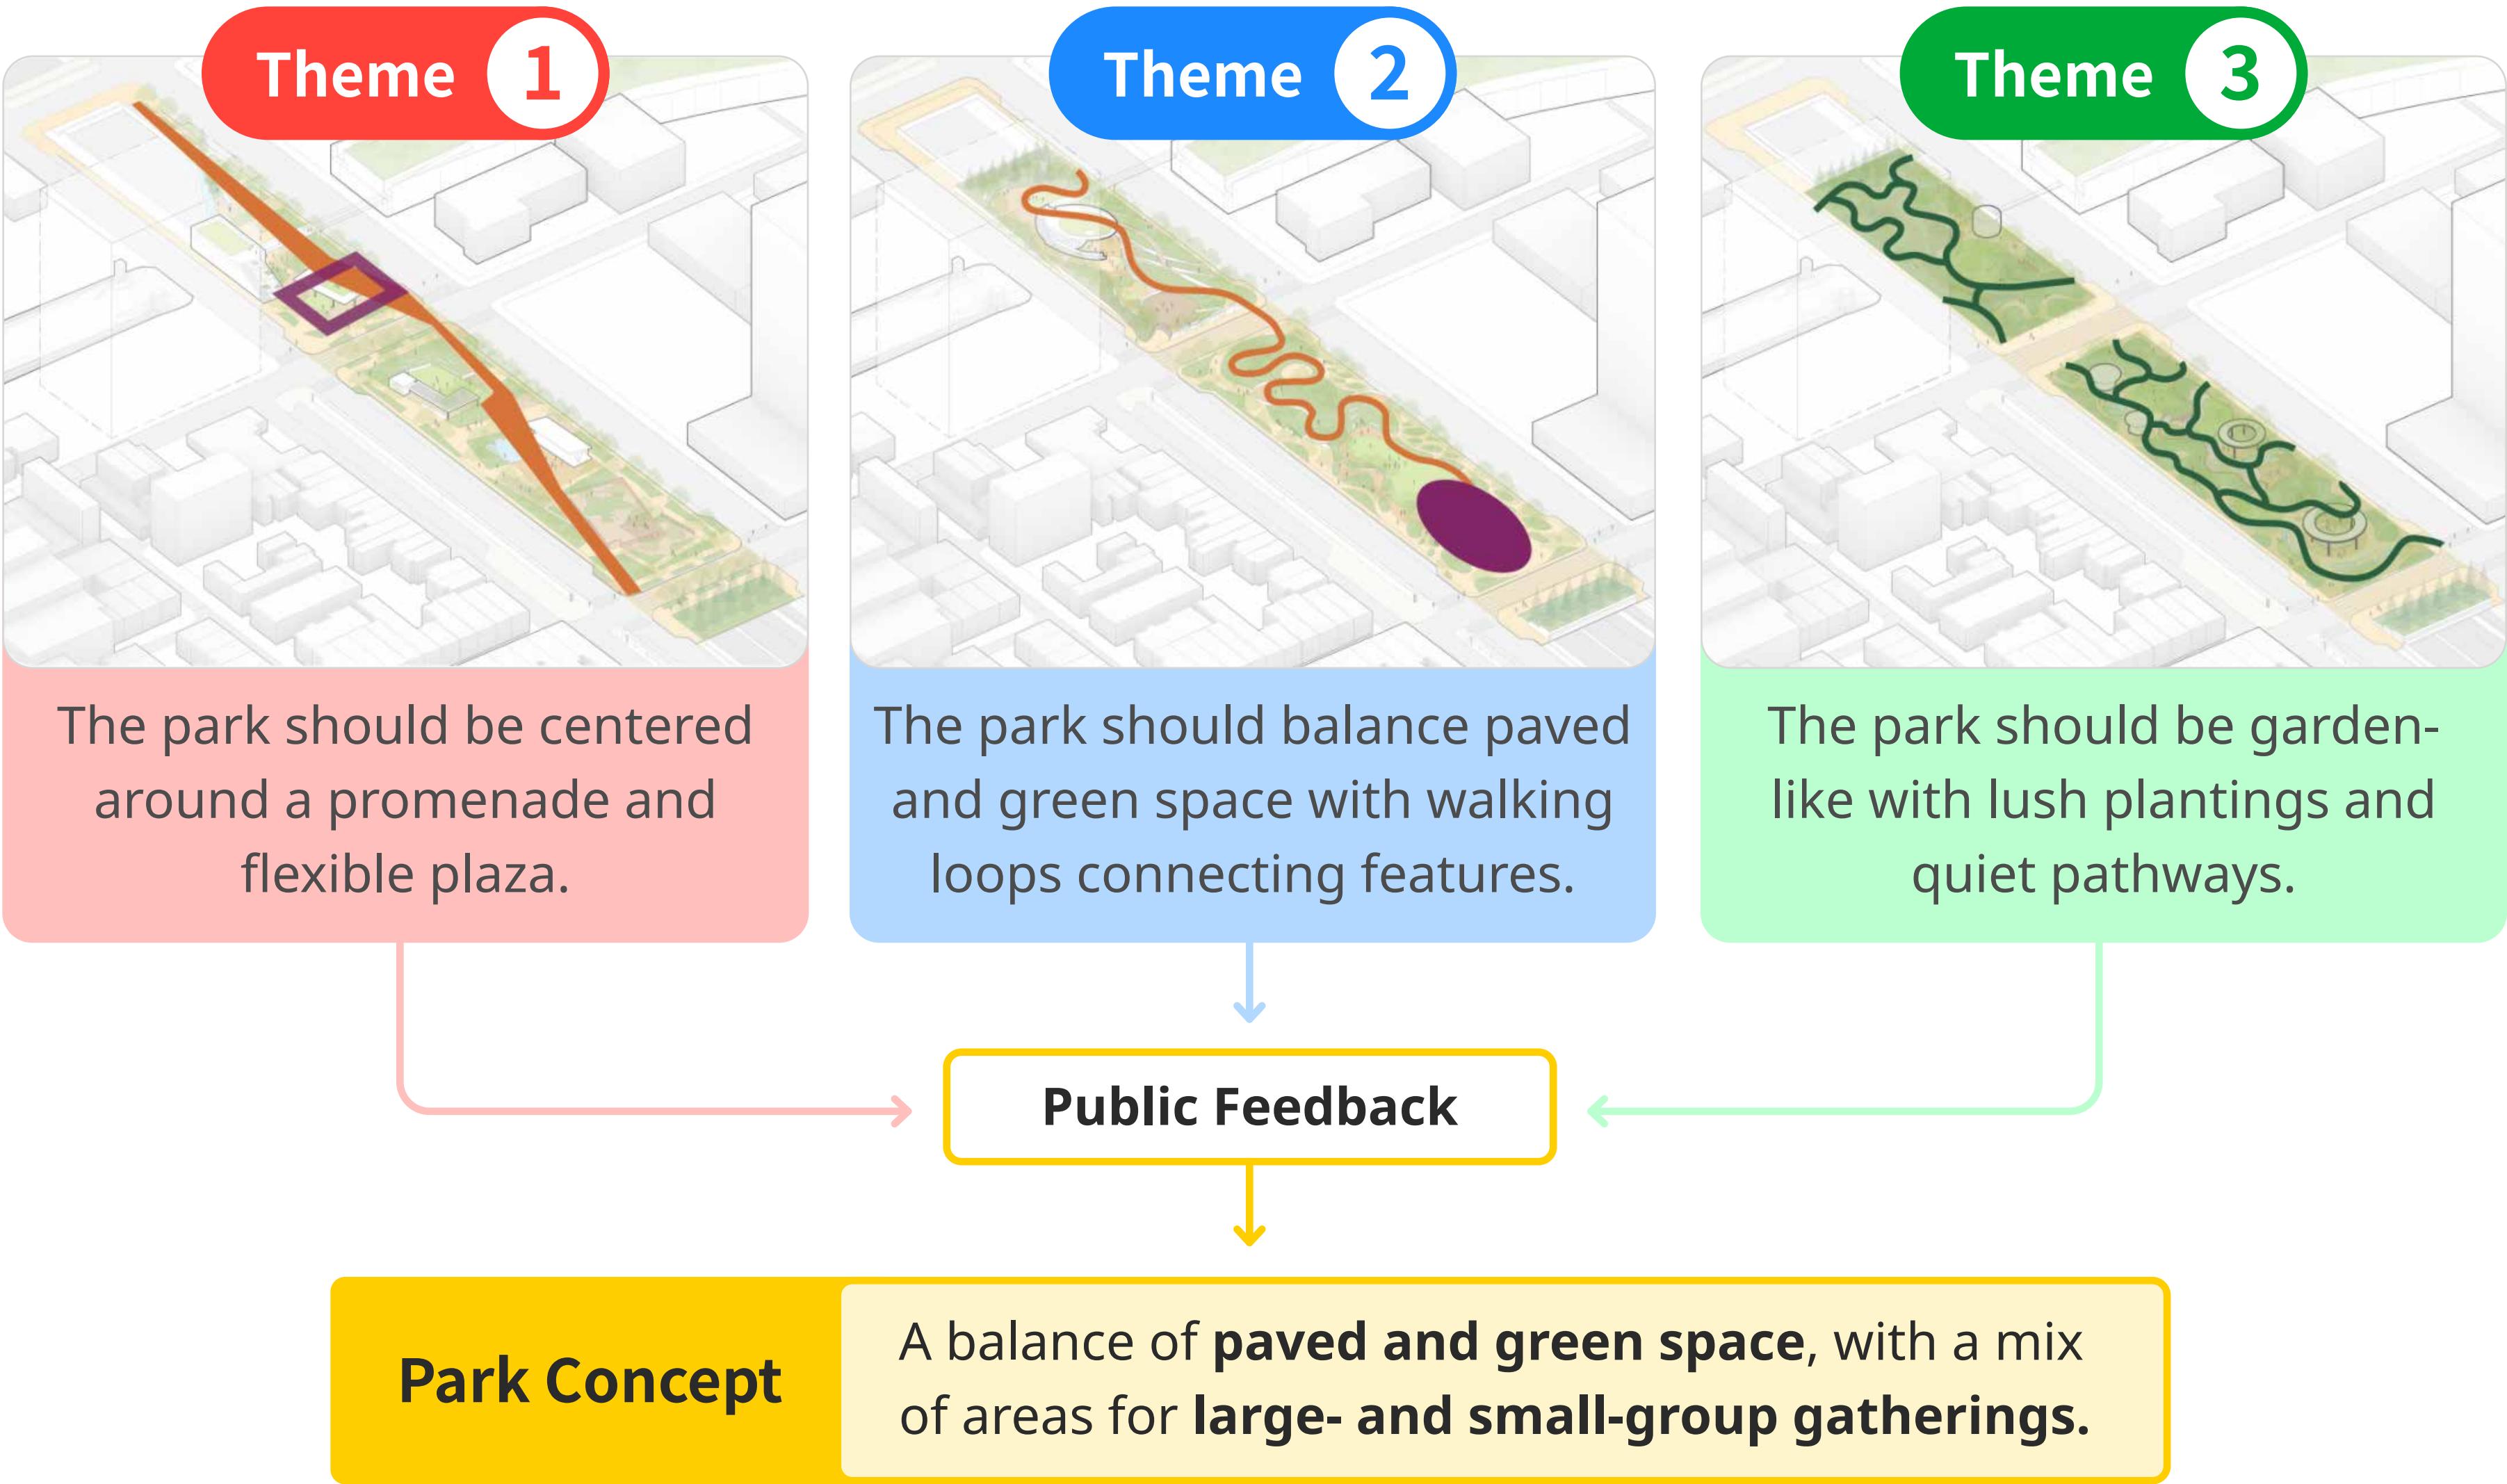 Theme 1
The park should be centered
around a promenade and
flexible plaza.
Theme 2
The park should balance paved
and green space with walking
loops connecting features.
Theme 3
The park should be garden-
like with lush plantings and
quiet pathways.
Public Feedback
Park Concept
A balance of paved and green space, with a mix
of areas for large- and small-group gatherings.